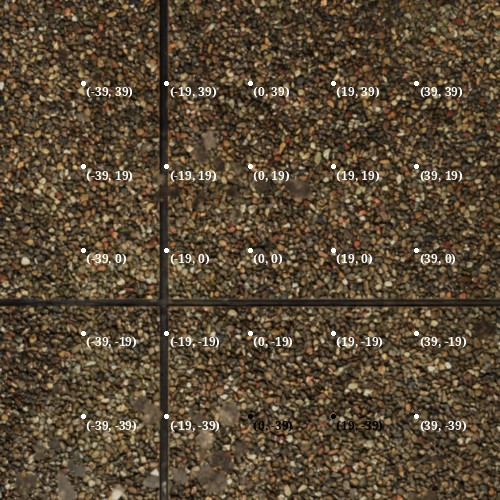 (-39, 39) (-19, 39) (0, 39) (19, 39) (39, 39)
(-39, 19) (-19, 19) (0, 19) (19, 19) (39, 19)
(-39, 0) (-19, 0) (0, 0) (19, 0) (39, 0)
(-39, -19) (-19, -19) (0, -19) (19, -19) (39, -19)
(-39, -39) (-19, -39) (0, -39) (19, -39) (39, -39)